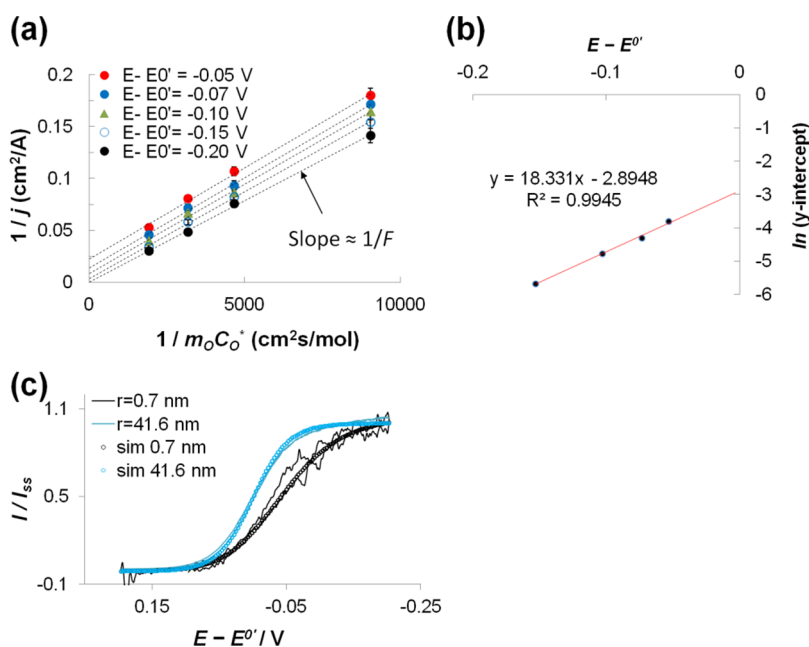 (a)
E- E0' = -0.05 V
E- E0' = -0.07 V
E- E0' = -0.10 V
E- E0' = -0.15 V
E- E0' = -0.20 V
0.2
0.15
0.1
0.05
0
1 / j (cm²/A)
Slope ≈ 1/F
0
5000
10000
1 / mOCO* (cm²s/mol)
(b)
E − E0'
-0.2
-0.1
0
0
-1
-2
-3
-4
-5
-6
ln (y-intercept)
y = 18.331x - 2.8948
R² = 0.9945
(c)
r=0.7 nm
r=41.6 nm
sim 0.7 nm
sim 41.6 nm
1.1
0.5
-0.1
I / Iss
0.15
-0.05
-0.25
E − E0' / V